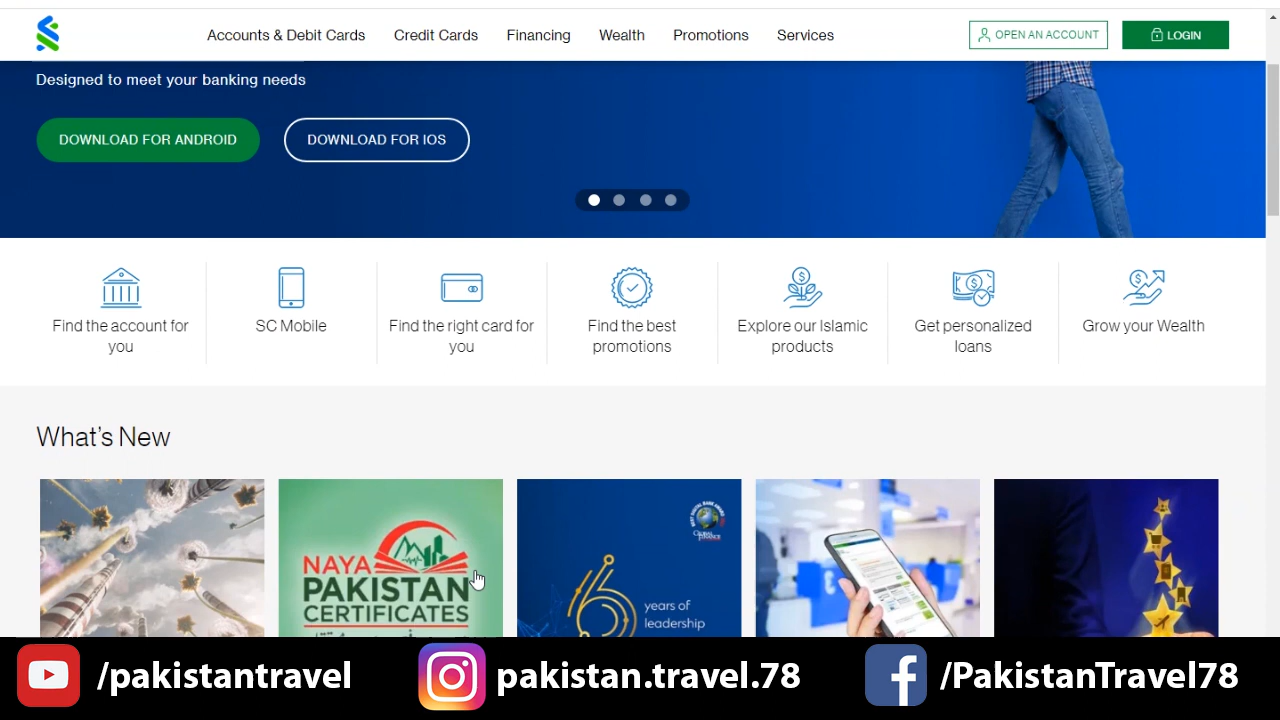 Accounts & Debit Cards
Credit Cards
Financing
Wealth
Promotions
Services
OPEN AN ACCOUNT
LOGIN
Designed to meet your banking needs
DOWNLOAD FOR ANDROID
DOWNLOAD FOR IOS
Find the account for
you
SC Mobile
Find the right card for
you
Find the best
promotions
Explore our Islamic
products
Get personalized
loans
Grow your Wealth
What's New
NAYA
PAKISTAN
CERTIFICATES
GLOBAL
FINANCE
6
years of
leadership
/pakistantravel
pakistan.travel.78
/PakistanTravel78